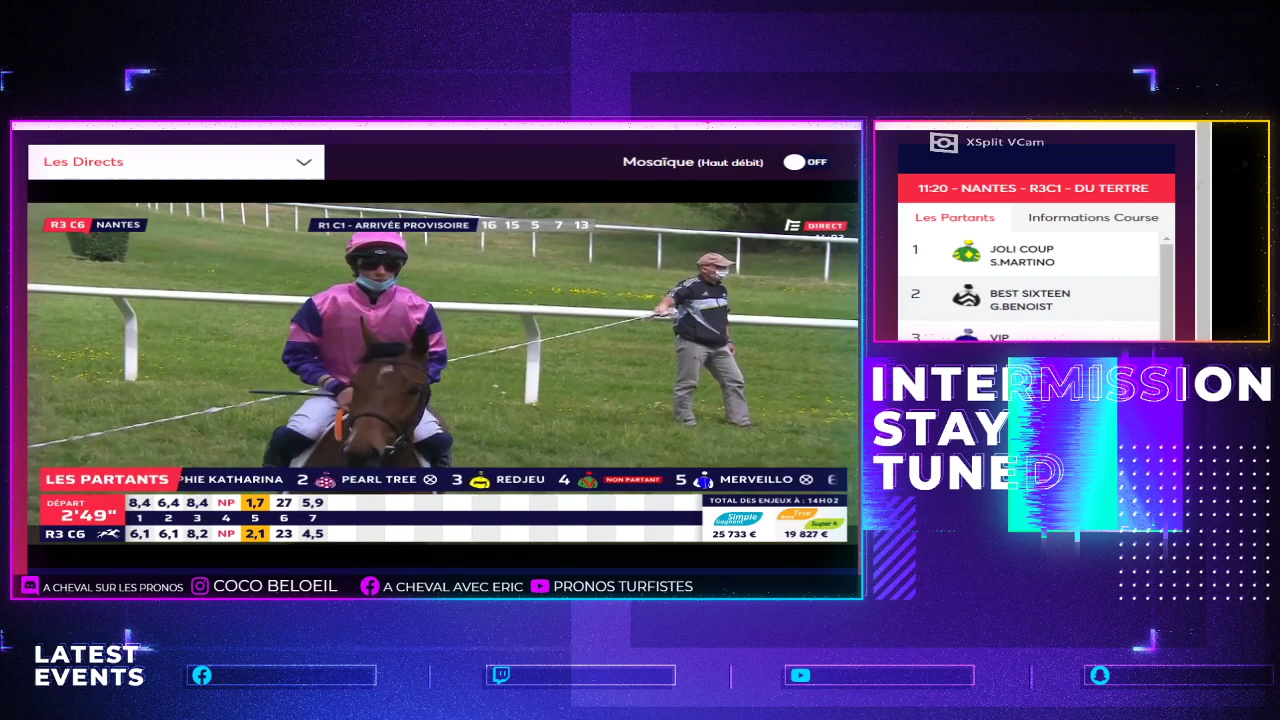 Les Directs
Mosaïque (Haut débit)
OFF
R3 C6 NANTES
R1 C1 - ARRIVÉE PROVISOIRE 16 15 5 7 13
DIRECT
LES PARTANTS PHIE KATHARINA 2 PEARL TREE 3 REDJEU 4 NON PARTANT 5 MERVEILLO 6
DÉPART 2'49"
8,4 6,4 8,4 NP 1,7 27 5,9
1 2 3 4 5 6 7
R3 C6 6,1 6,1 8,2 NP 2,1 23 4,5
TOTAL DES ENJEUX À : 14H02
Simple Gagnant
Trio
Super 4
25 733 € 19 827 €
A CHEVAL SUR LES PRONOS COCO BELOEIL A CHEVAL AVEC ERIC PRONOS TURFISTES
XSplit VCam
11:20 - NANTES - R3C1 - DU TERTRE
Les Partants Informations Course
1 JOLI COUP
S.MARTINO
2 BEST SIXTEEN
G.BENOIST
3 VIP
INTERMISSION
STAY
TUNED
LATEST
EVENTS